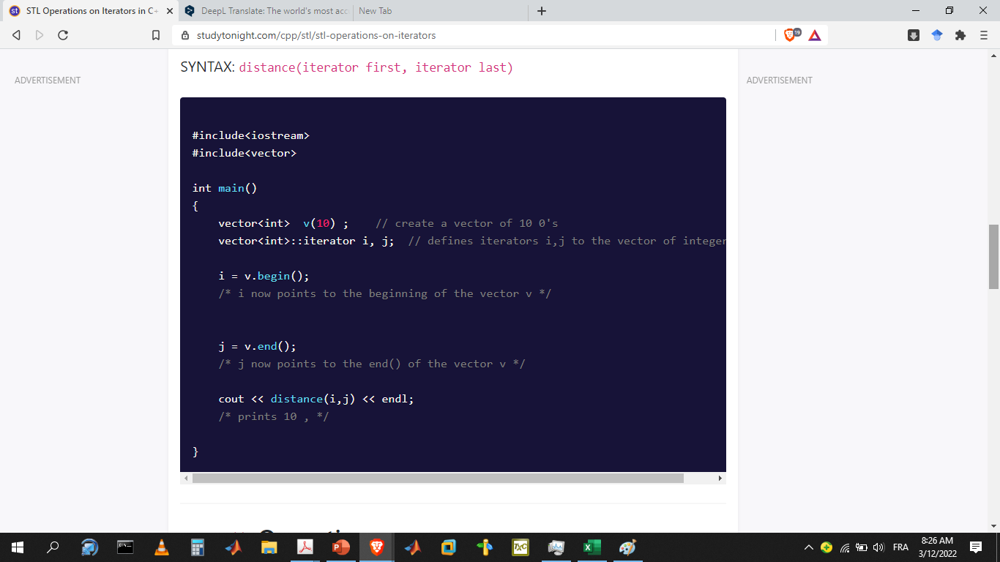 STL Operations on Iterators in C+
DeepL Translate: The world's most acc
New Tab
studytonight.com/cpp/stl/stl-operations-on-iterators
19
ADVERTISEMENT
ADVERTISEMENT
SYNTAX: distance(iterator first, iterator last)
#include<iostream>
#include<vector>
int main()
{
vector<int>  v(10) ;    // create a vector of 10 0's
vector<int>::iterator i, j;  // defines iterators i,j to the vector of integer
i = v.begin();
/* i now points to the beginning of the vector v */
j = v.end();
/* j now points to the end() of the vector v */
cout << distance(i,j) << endl;
/* prints 10 , */
}
FRA
8:26 AM
3/12/2022